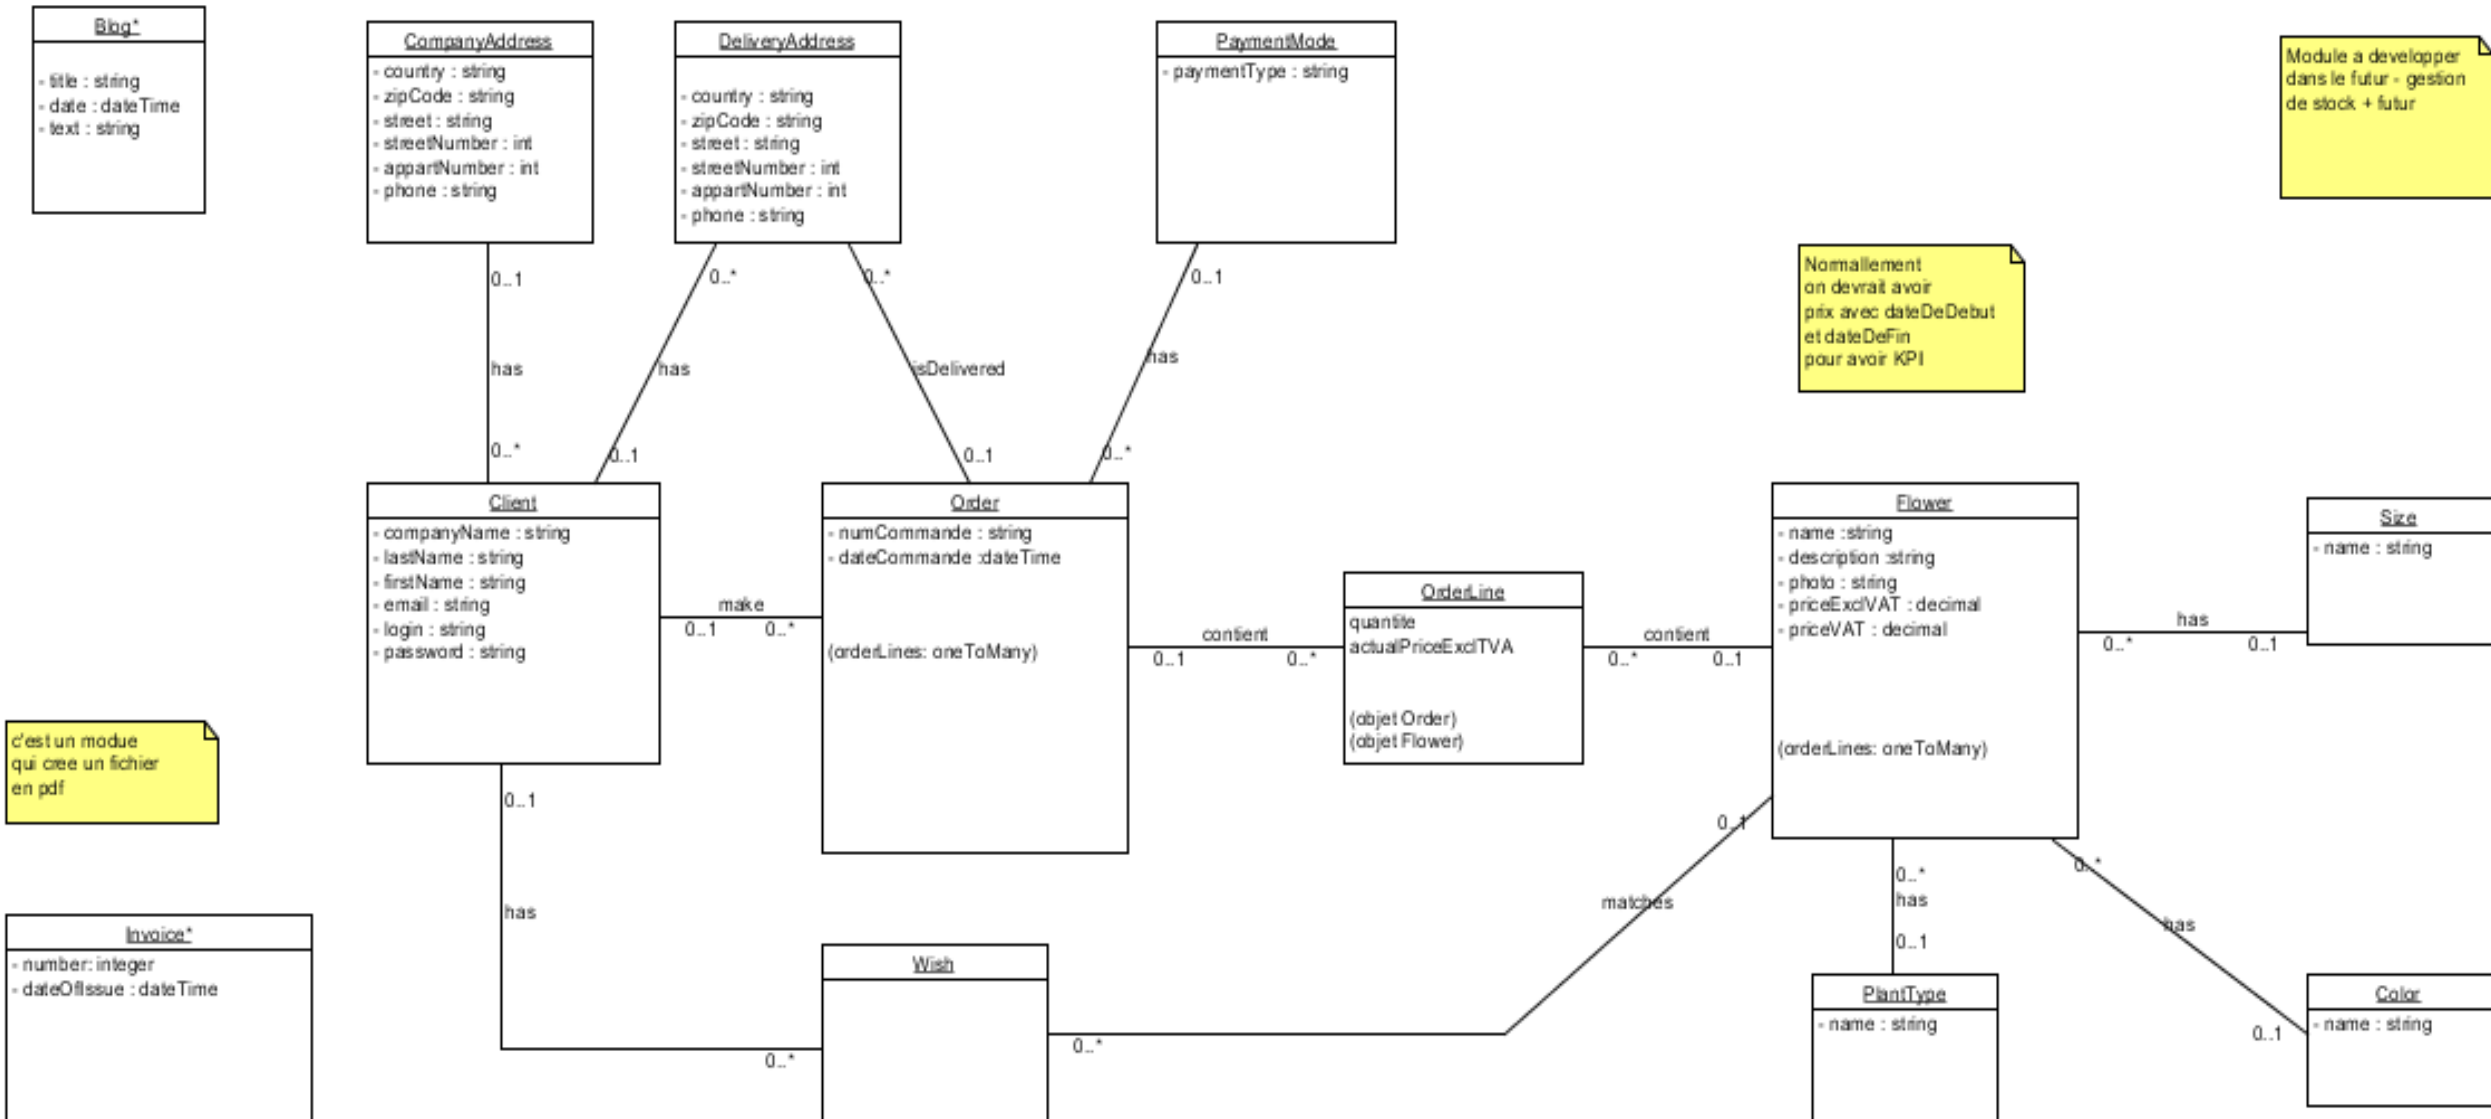 Blog*
- title : string
- date : dateTime
- text : string
CompanyAddress
- country : string
- zipCode : string
- street : string
- streetNumber : int
- appartNumber : int
- phone : string
DeliveryAddress
- country : string
- zipCode : string
- street : string
- streetNumber : int
- appartNumber : int
- phone : string
PaymentMode
- paymentType : string
Module a developper
dans le futur - gestion
de stock + futur
Normallement
on devrait avoir
prix avec dateDeDebut
et dateDeFin
pour avoir KPI
0..1
has
0..*
0..*
has
0..1
0..*
isDelivered
0..1
0..1
has
0..*
Client
- companyName : string
- lastName : string
- firstName : string
- email : string
- login : string
- password : string
make
0..1
0..*
Order
- numCommande : string
- dateCommande :dateTime
(orderLines: oneToMany)
contient
0..1
0..*
OrderLine
quantite
actualPriceExclTVA
(objet Order)
(objet Flower)
contient
0..*
0..1
Flower
- name :string
- description :string
- photo : string
- priceExclVAT : decimal
- priceVAT : decimal
(orderLines: oneToMany)
has
0..*
0..1
Size
- name : string
c'est un modue
qui cree un fichier
en pdf
Invoice*
- number: integer
- dateOfIssue : dateTime
0..1
has
0..*
Wish
0..*
matches
0..1
0..*
has
0..1
PlantType
- name : string
0..*
has
0..1
Color
- name : string